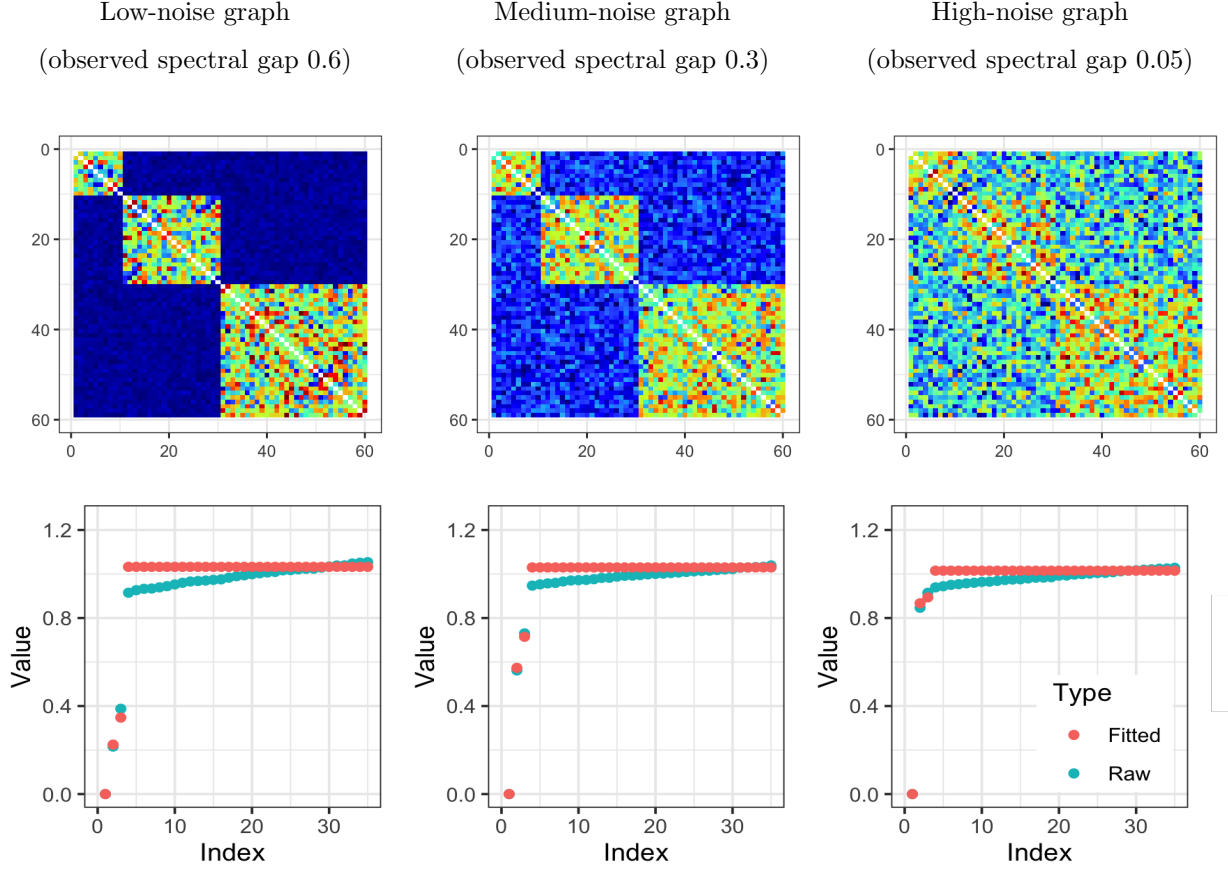 Low-noise graph
(observed spectral gap 0.6)
Medium-noise graph
(observed spectral gap 0.3)
High-noise graph
(observed spectral gap 0.05)
0
20
40
60
0 20 40 60
0
20
40
60
0 20 40 60
0
20
40
60
0 20 40 60
Value
1.2
0.8
0.4
0.0
0 10 20 30
Index
Value
1.2
0.8
0.4
0.0
0 10 20 30
Index
Value
1.2
0.8
0.4
0.0
0 10 20 30
Index
Type
Fitted
Raw